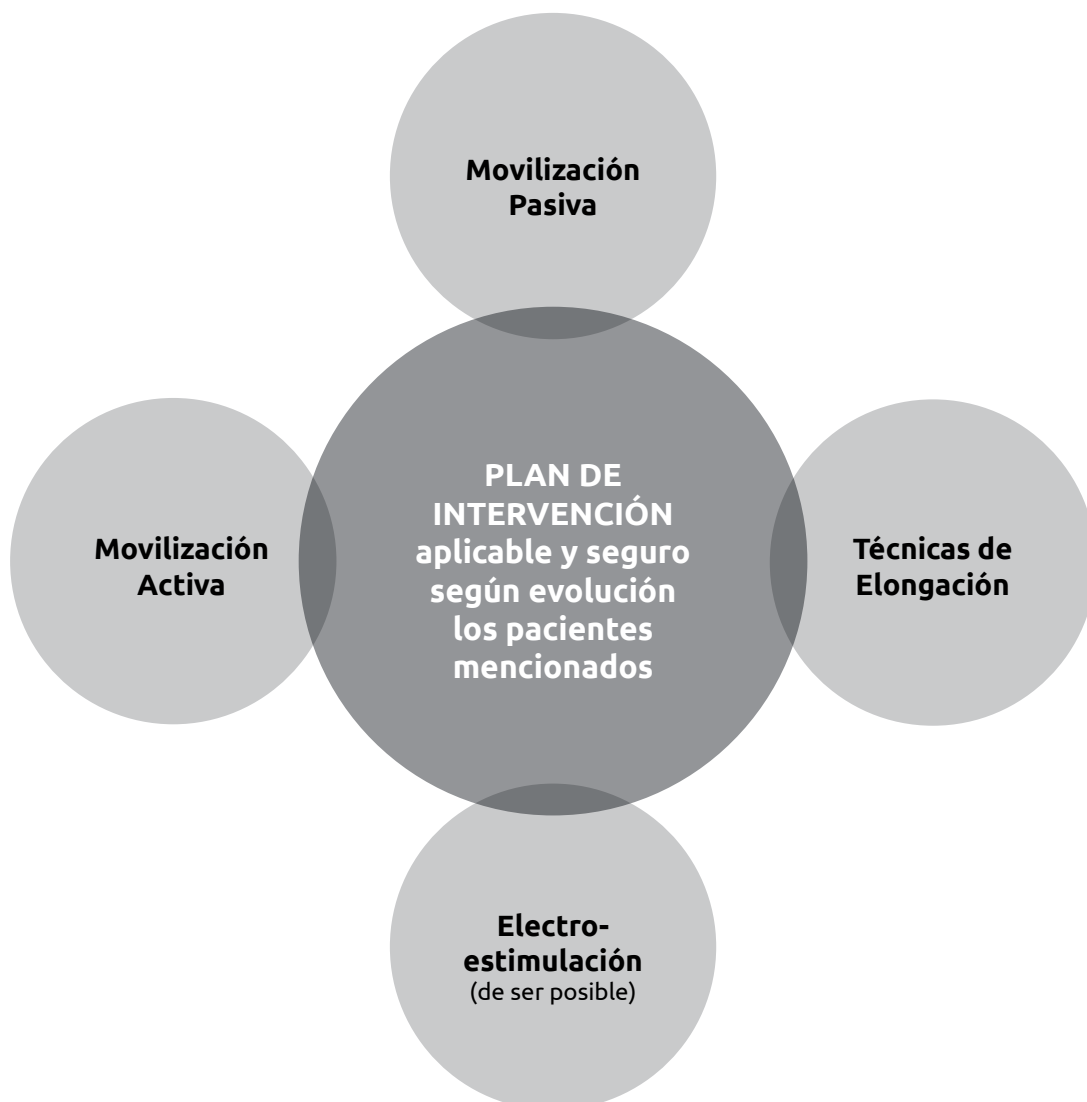 Movilización
Pasiva
Movilización
Activa
PLAN DE
INTERVENCIÓN
aplicable y seguro
según evolución
los pacientes
mencionados
Técnicas de
Elongación
Electro-
estimulación
(de ser posible)